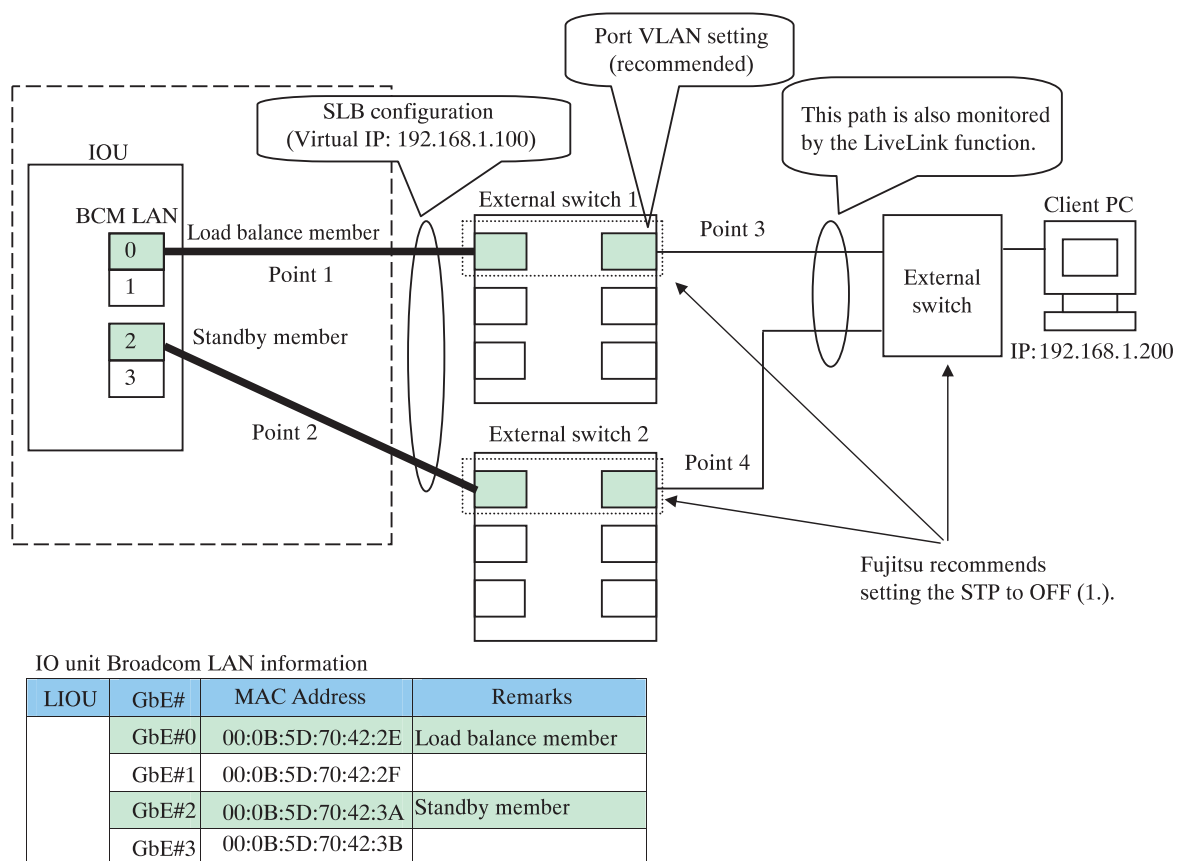 Port VLAN setting
(recommended)
SLB configuration
(Virtual IP: 192.168.1.100)
This path is also monitored
by the LiveLink function.
IOU
BCM LAN
0
1
2
3
Load balance member
Point 1
Standby member
Point 2
External switch 1
Point 3
External
switch
Client PC
IP:192.168.1.200
External switch 2
Point 4
Fujitsu recommends
setting the STP to OFF (1.).
IO unit Broadcom LAN information
LIOU GbE# MAC Address Remarks
GbE#0 00:0B:5D:70:42:2E Load balance member
GbE#1 00:0B:5D:70:42:2F
GbE#2 00:0B:5D:70:42:3A Standby member
GbE#3 00:0B:5D:70:42:3B